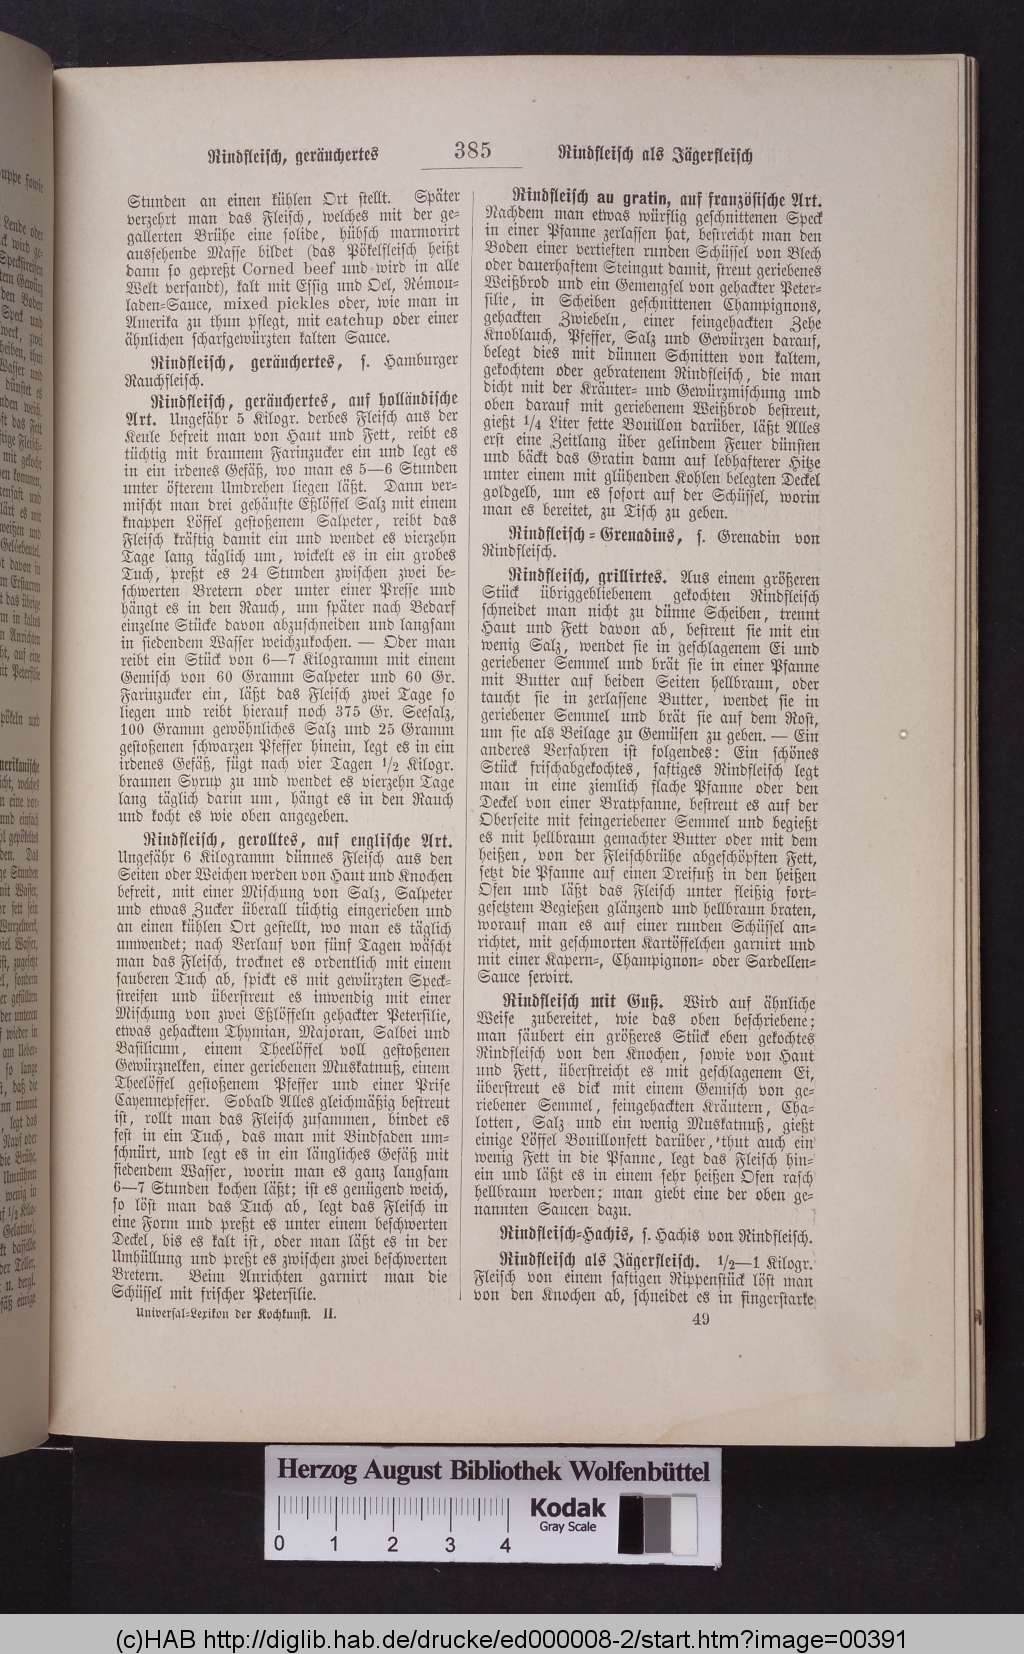 Rindfleisch, geräuchertes
385
Rindfleisch als Jägerfleisch
Stunden an einen kühlen Ort stellt. Später
verzehrt man das Fleisch, welches mit der ge-
gallerten Brühe eine solide, hübsch marmorirt
aussehende Masse bildet (das Pökelfleisch heißt
dann so gepreßt Corned beef und wird in alle
Welt versandt), kalt mit Essig und Oel, Rémou-
laden-Sauce, mixed pickles oder, wie man in
Amerika zu thun pflegt, mit catchup oder einer
ähnlichen scharfgewürzten kalten Sauce.
Rindfleisch, geräuchertes, s. Hamburger
Rauchfleisch.
Rindfleisch, geräuchertes, auf holländische
Art. Ungefähr 5 Kilogr. derbes Fleisch aus der
Keule befreit man von Haut und Fett, reibt es
tüchtig mit braunem Farinzucker ein und legt es
in ein irdenes Gefäß, wo man es 5—6 Stunden
unter öfterem Umdrehen liegen läßt. Dann ver-
mischt man drei gehäufte Eßlöffel Salz mit einem
knappen Löffel gestoßenem Salpeter, reibt das
Fleisch kräftig damit ein und wendet es vierzehn
Tage lang täglich um, wickelt es in ein grobes
Tuch, preßt es 24 Stunden zwischen zwei be-
schwerten Bretern oder unter einer Presse und
hängt es in den Rauch, um später nach Bedarf
einzelne Stücke davon abzuschneiden und langsam
in siedendem Wasser weichzukochen. — Oder man
reibt ein Stück von 6—7 Kilogramm mit einem
Gemisch von 60 Gramm Salpeter und 60 Gr.
Farinzucker ein, läßt das Fleisch zwei Tage so
liegen und reibt hierauf noch 375 Gr. Seesalz,
100 Gramm gewöhnliches Salz und 25 Gramm
gestoßenen schwarzen Pfeffer hinein, legt es in ein
irdenes Gefäß, fügt nach vier Tagen 1/2 Kilogr.
braunen Syrup zu und wendet es vierzehn Tage
lang täglich darin um, hängt es in den Rauch
und kocht es wie oben angegeben.
Rindfleisch, gerolltes, auf englische Art.
Ungefähr 6 Kilogramm dünnes Fleisch aus den
Seiten oder Weichen werden von Haut und Knochen
befreit, mit einer Mischung von Salz, Salpeter
und etwas Zucker überall tüchtig eingerieben und
an einen kühlen Ort gestellt, wo man es täglich
umwendet; nach Verlauf von fünf Tagen wäscht
man das Fleisch, trocknet es ordentlich mit einem
sauberen Tuch ab, spickt es mit gewürzten Speck-
streifen und überstreut es inwendig mit einer
Mischung von zwei Eßlöffeln gehackter Petersilie,
etwas gehacktem Thymian, Majoran, Salbei und
Basilicum, einem Theelöffel voll gestoßenen
Gewürznelken, einer geriebenen Muskatnuß, einem
Theelöffel gestoßenem Pfeffer und einer Prise
Cayennepfeffer. Sobald Alles gleichmäßig bestreut
ist, rollt man das Fleisch zusammen, bindet es
fest in ein Tuch, das man mit Bindfaden um-
schnürt, und legt es in ein längliches Gefäß mit
siedendem Wasser, worin man es ganz langsam
6—7 Stunden kochen läßt; ist es genügend weich,
so löst man das Tuch ab, legt das Fleisch in
eine Form und preßt es unter einem beschwerten
Deckel, bis es kalt ist, oder man läßt es in der
Umhüllung und preßt es zwischen zwei beschwerten
Bretern. Beim Anrichten garnirt man die
Schüssel mit frischer Petersilie.
Universal-Lexikon der Kochkunst. II.
Rindfleisch au gratin, auf französische Art.
Nachdem man etwas würflig geschnittenen Speck
in einer Pfanne zerlassen hat, bestreicht man den
Boden einer vertieften runden Schüssel von Blech
oder dauerhaftem Steingut damit, streut geriebenes
Weißbrod und ein Gemengsel von gehackter Peter-
silie, in Scheiben geschnittenen Champignons,
gehackten Zwiebeln, einer feingehackten Zehe
Knoblauch, Pfeffer, Salz und Gewürzen darauf,
belegt dies mit dünnen Schnitten von kaltem,
gekochtem oder gebratenem Rindfleisch, die man
dicht mit der Kräuter- und Gewürzmischung und
oben darauf mit geriebenem Weißbrod bestreut,
gießt 1/4 Liter fette Bouillon darüber, läßt Alles
erst eine Zeitlang über gelindem Feuer dünsten
und bäckt das Gratin dann auf lebhafterer Hitze
unter einem mit glühenden Kohlen belegten Deckel
goldgelb, um es sofort auf der Schüssel, worin
man es bereitet, zu Tisch zu geben.
Rindfleisch-Grenadins, s. Grenadin von
Rindfleisch.
Rindfleisch, grillirtes. Aus einem größeren
Stück übriggebliebenem gekochten Rindfleisch
schneidet man nicht zu dünne Scheiben, trennt
Haut und Fett davon ab, bestreut sie mit ein
wenig Salz, wendet sie in geschlagenem Ei und
geriebener Semmel und brät sie in einer Pfanne
mit Butter auf beiden Seiten hellbraun, oder
taucht sie in zerlassene Butter, wendet sie in
geriebener Semmel und brät sie auf dem Rost,
um sie als Beilage zu Gemüsen zu geben. — Ein
anderes Verfahren ist folgendes: Ein schönes
Stück frischabgekochtes, saftiges Rindfleisch legt
man in eine ziemlich flache Pfanne oder den
Deckel von einer Bratpfanne, bestreut es auf der
Oberseite mit feingeriebener Semmel und begießt
es mit hellbraun gemachter Butter oder mit dem
heißen, von der Fleischbrühe abgeschöpften Fett,
setzt die Pfanne auf einen Dreifuß in den heißen
Ofen und läßt das Fleisch unter fleißig fort-
gesetztem Begießen glänzend und hellbraun braten,
worauf man es auf einer runden Schüssel an-
richtet, mit geschmorten Kartöffelchen garnirt und
mit einer Kapern-, Champignon- oder Sardellen-
Sauce servirt.
Rindfleisch mit Guß. Wird auf ähnliche
Weise zubereitet, wie das oben beschriebene;
man säubert ein größeres Stück eben gekochtes
Rindfleisch von den Knochen, sowie von Haut
und Fett, überstreicht es mit geschlagenem Ei,
überstreut es dick mit einem Gemisch von ge-
riebener Semmel, feingehackten Kräutern, Cha-
lotten, Salz und ein wenig Muskatnuß, gießt
einige Löffel Bouillonfett darüber, thut auch ein
wenig Fett in die Pfanne, legt das Fleisch hin-
ein und läßt es in einem sehr heißen Ofen rasch
hellbraun werden; man giebt eine der oben ge-
nannten Saucen dazu.
Rindfleisch-Hachis, s. Hachis von Rindfleisch.
Rindfleisch als Jägerfleisch. 1/2—1 Kilogr.
Fleisch von einem saftigen Rippenstück löst man
von den Knochen ab, schneidet es in fingerstarke
49
Herzog August Bibliothek Wolfenbüttel
0 1 2 3 4
Kodak
Gray Scale
(c)HAB http://diglib.hab.de/drucke/ed000008-2/start.htm?image=00391